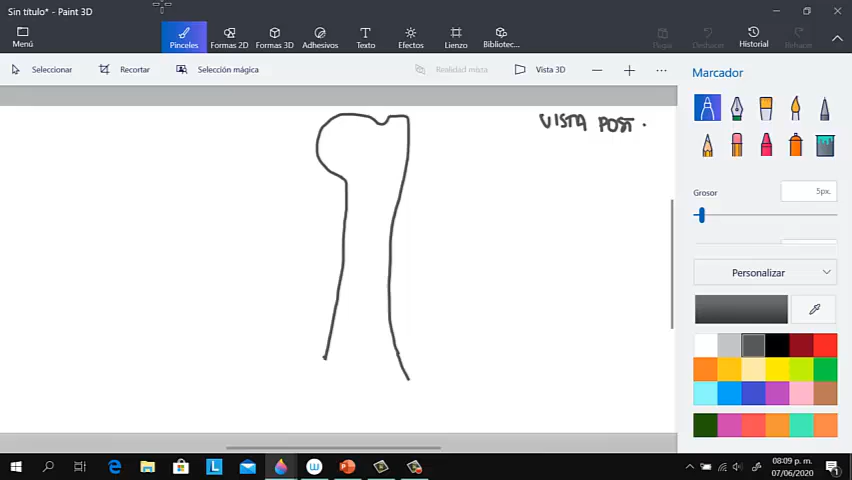 Sin título* - Paint 3D
Menú
Pinceles
Formas 2D
Formas 3D
Adhesivos
Texto
Efectos
Lienzo
Bibliotec...
Pegar
Deshacer
Historial
Rehacer
Seleccionar
Recortar
Selección mágica
Realidad mixta
Vista 3D
Marcador
VISTA POST.
Grosor
5px.
Personalizar
08:09 p. m.
07/06/2020